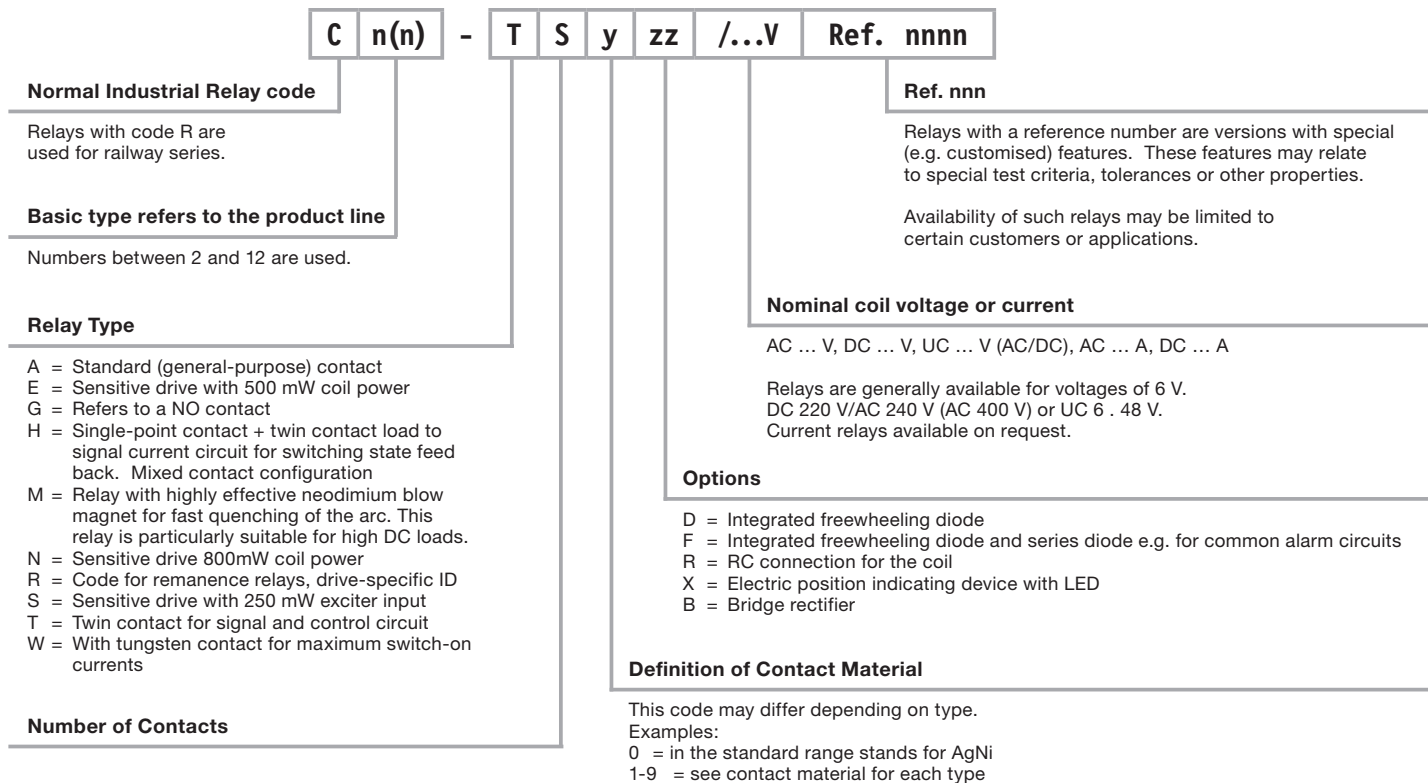 C n(n) - T S y zz /...V Ref. nnnn
Normal Industrial Relay code
Relays with code R are
used for railway series.
Basic type refers to the product line
Numbers between 2 and 12 are used.
Relay Type
A = Standard (general-purpose) contact
E = Sensitive drive with 500 mW coil power
G = Refers to a NO contact
H = Single-point contact + twin contact load to
signal current circuit for switching state feed
back. Mixed contact configuration
M = Relay with highly effective neodimium blow
magnet for fast quenching of the arc. This
relay is particularly suitable for high DC loads.
N = Sensitive drive 800mW coil power
R = Code for remanence relays, drive-specific ID
S = Sensitive drive with 250 mW exciter input
T = Twin contact for signal and control circuit
W = With tungsten contact for maximum switch-on
currents
Number of Contacts
Ref. nnn
Relays with a reference number are versions with special
(e.g. customised) features. These features may relate
to special test criteria, tolerances or other properties.
Availability of such relays may be limited to
certain customers or applications.
Nominal coil voltage or current
AC ... V, DC ... V, UC ... V (AC/DC), AC ... A, DC ... A
Relays are generally available for voltages of 6 V.
DC 220 V/AC 240 V (AC 400 V) or UC 6 . 48 V.
Current relays available on request.
Options
D = Integrated freewheeling diode
F = Integrated freewheeling diode and series diode e.g. for common alarm circuits
R = RC connection for the coil
X = Electric position indicating device with LED
B = Bridge rectifier
Definition of Contact Material
This code may differ depending on type.
Examples:
0 = in the standard range stands for AgNi
1-9 = see contact material for each type